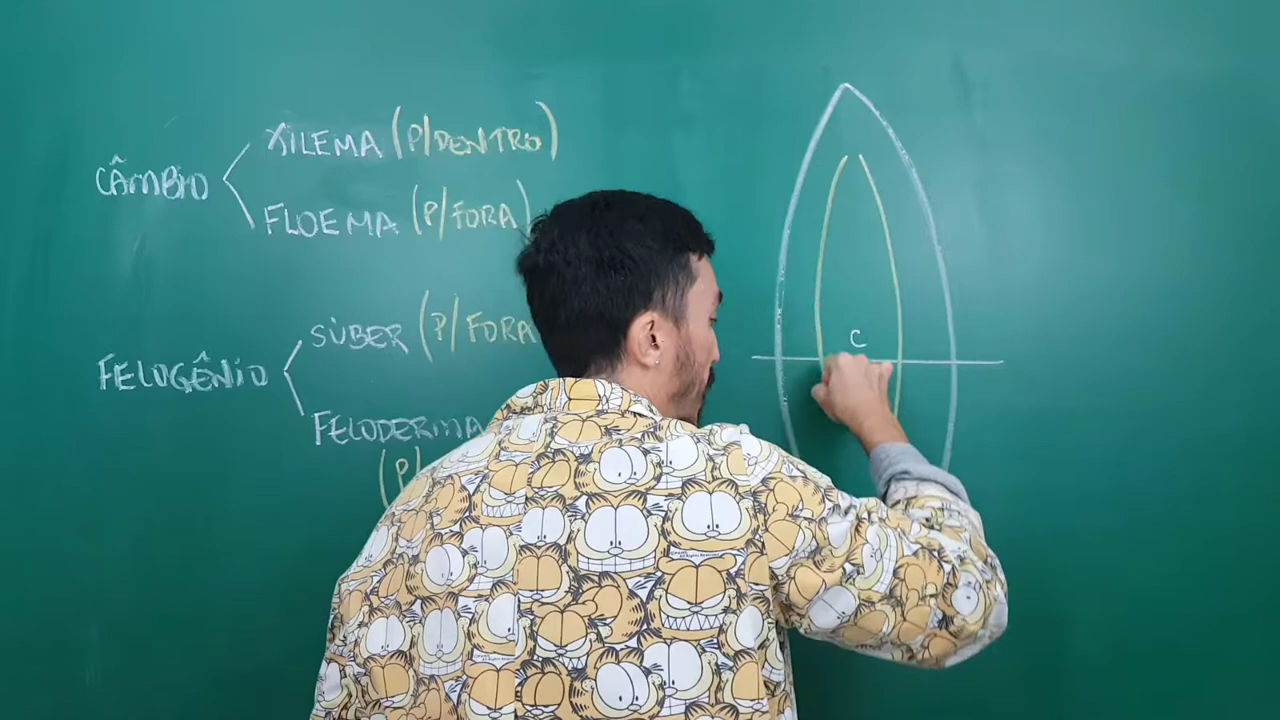 CÂMBIO
XILEMA (P/DENTRO)
FLOEMA (P/FORA)
FELOGÊNIO
SÚBER (P/FORA
FELODERMA
(P/
C